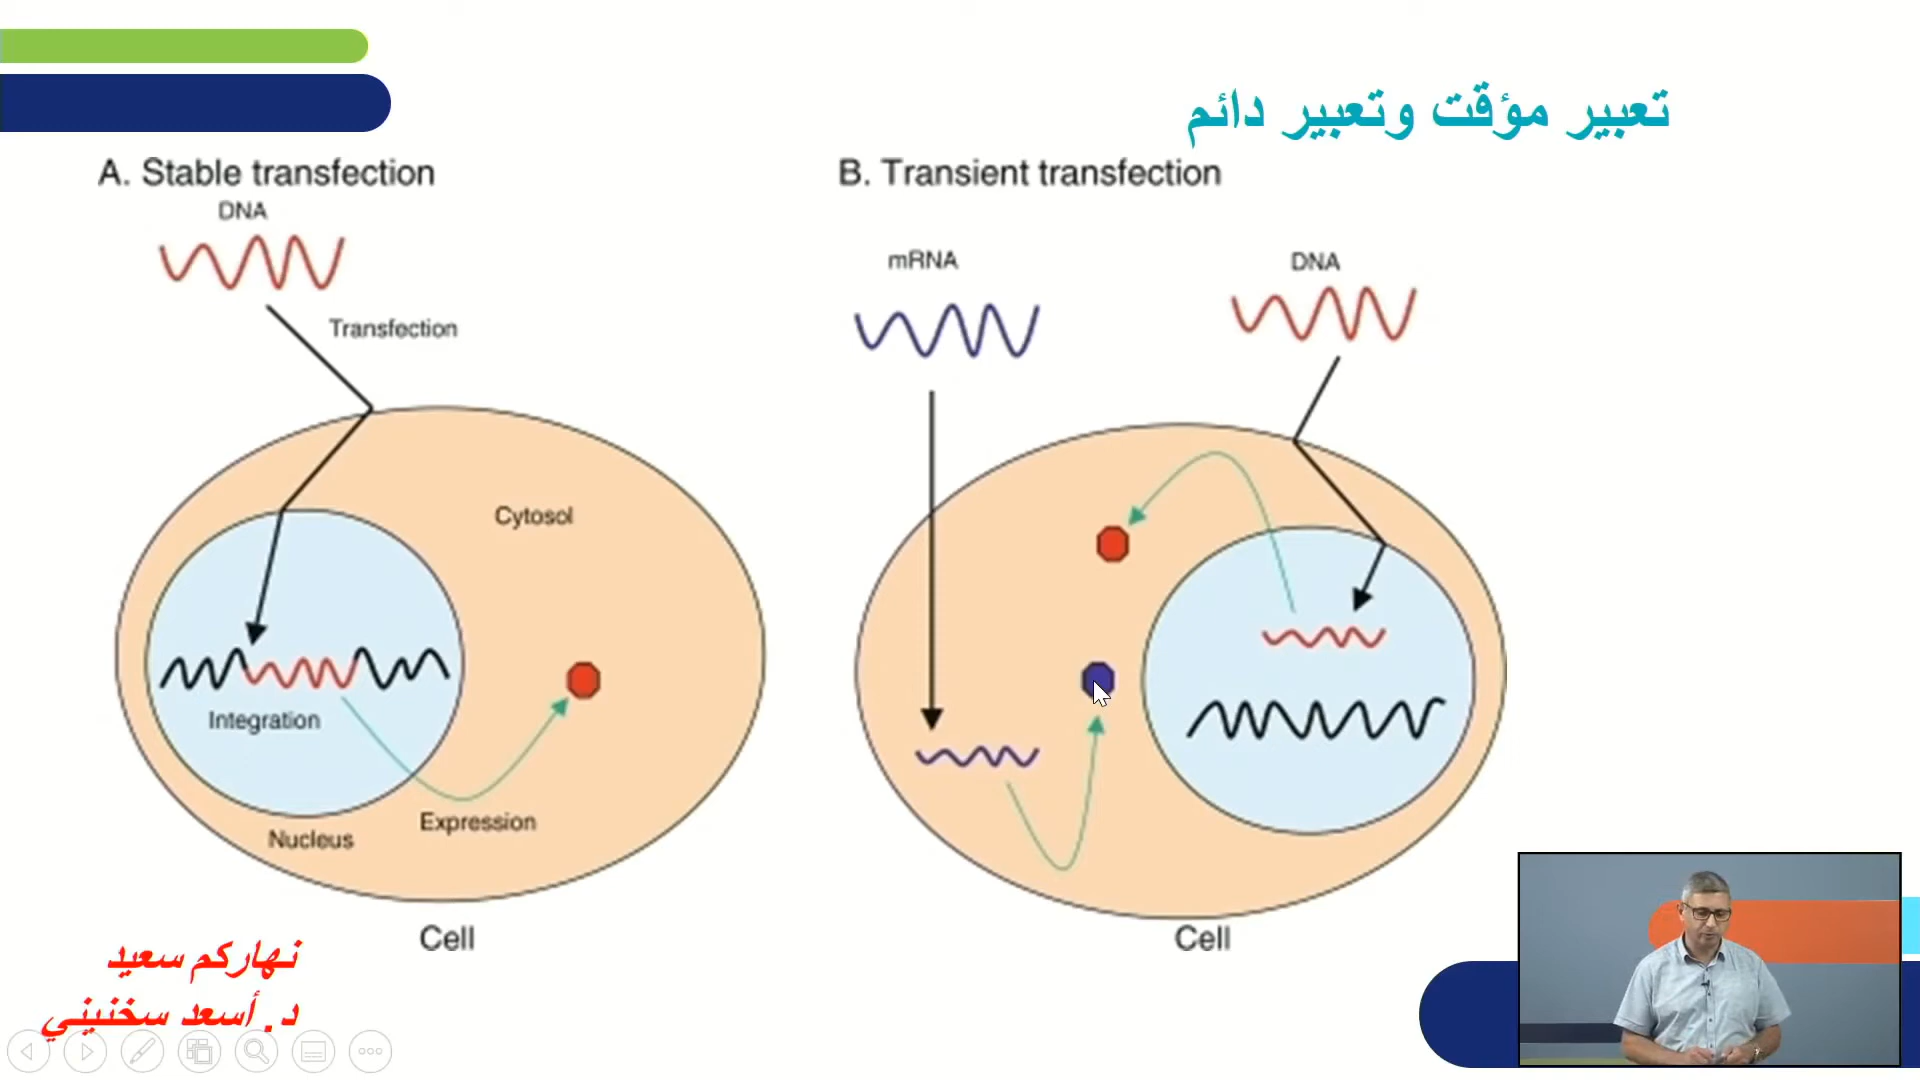 تعبير مؤقت وتعبير دائم
A. Stable transfection
DNA
Transfection
Cytosol
Integration
Expression
Nucleus
Cell
B. Transient transfection
mRNA
DNA
Cell
نهاركم سعيد
د. أسعد سخنيني